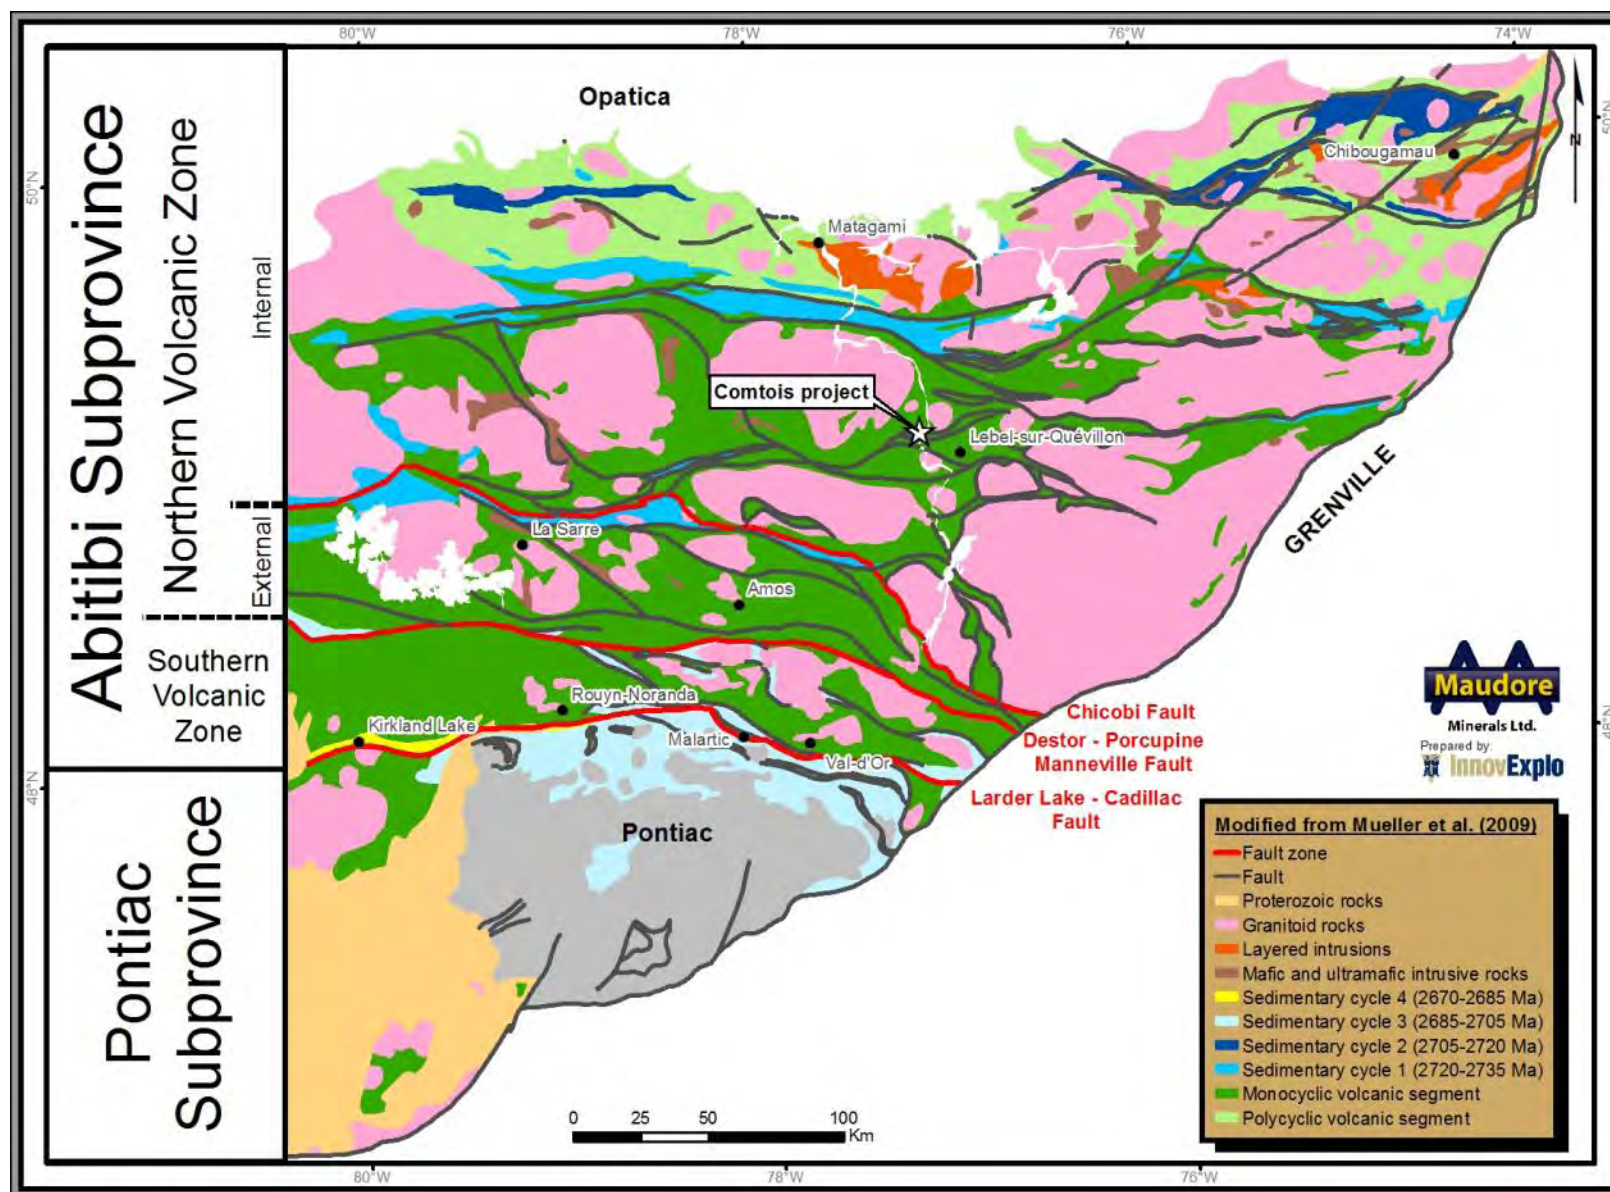 80°W
78°W
76°W
74°W
50°N
50°N
48°N
48°N
80°W
78°W
76°W
Abitibi Subprovince
Northern Volcanic Zone
Internal
External
Southern
Volcanic
Zone
Pontiac
Subprovince
Opatica
N
Chibougamau
Matagami
Comtois project
Lebel-sur-Quévillon
GRENVILLE
La Sarre
Amos
Rouyn-Noranda
Kirkland Lake
Malartic
Val-d'Or
Pontiac
Chicobi Fault
Destor - Porcupine
Manneville Fault
Larder Lake - Cadillac
Fault
Maudore
Minerals Ltd.
Prepared by:
InnovExplo
Modified from Mueller et al. (2009)
Fault zone
Fault
Proterozoic rocks
Granitoid rocks
Layered intrusions
Mafic and ultramafic intrusive rocks
Sedimentary cycle 4 (2670-2685 Ma)
Sedimentary cycle 3 (2685-2705 Ma)
Sedimentary cycle 2 (2705-2720 Ma)
Sedimentary cycle 1 (2720-2735 Ma)
Monocyclic volcanic segment
Polycyclic volcanic segment
0 25 50 100
Km